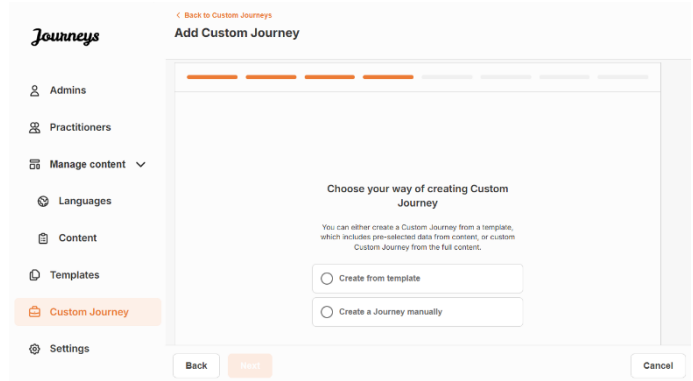 Back to Custom Journeys
Journeys
Add Custom Journey
Admins
Practitioners
Manage content
Languages
Content
Templates
Custom Journey
Settings
Choose your way of creating Custom
Journey
You can either create a Custom Journey from a template,
which includes pre-selected data from content, or custom
Custom Journey from the full content.
Create from template
Create a Journey manually
Back
Next
Cancel